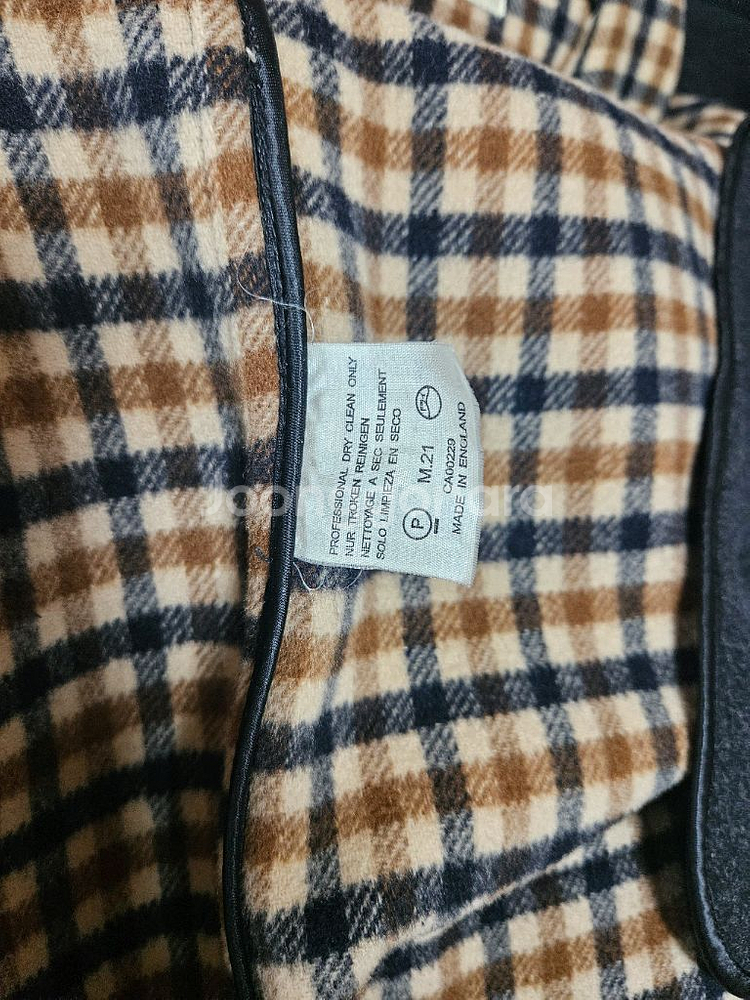 PROFESSIONAL DRY CLEAN ONLY
NUR TROKEN REINIGEN
NETTOYAGE A SEC SEULEMENT
SOLO LIMPIEZA EN SECO
P M.21
CA00229
MADE IN ENGLAND